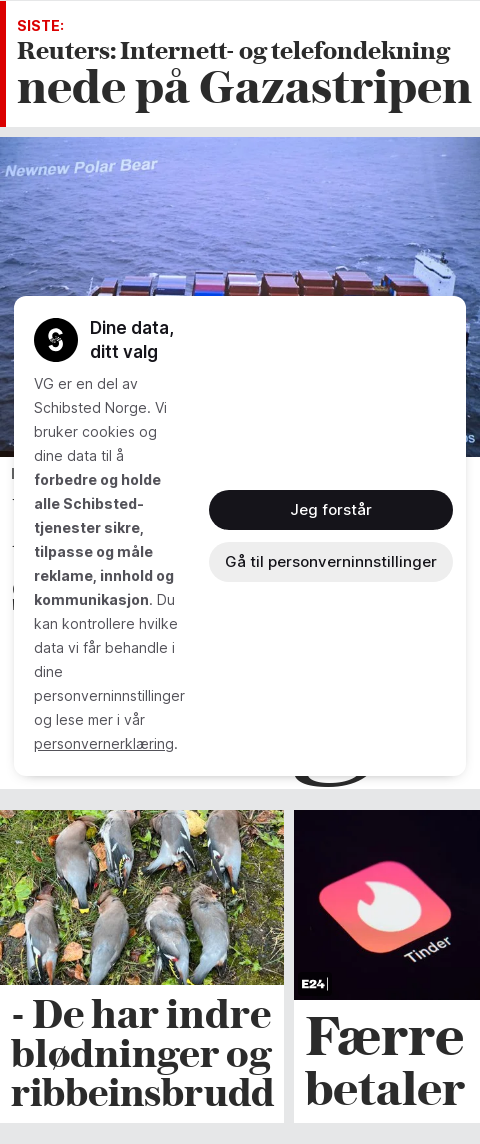 SISTE:
Reuters: Internett- og telefondekning
nede på Gazastripen
Newnew Polar Bear
Dine data,
ditt valg
VG er en del av
Schibsted Norge. Vi
bruker cookies og
dine data til å
forbedre og holde
alle Schibsted-
tjenester sikre,
tilpasse og måle
reklame, innhold og
kommunikasjon. Du
kan kontrollere hvilke
data vi får behandle i
dine
personverninnstillinger
og lese mer i vår
personvernerklæring.
Jeg forstår
Gå til personverninnstillinger
Tinder
E24
- De har indre
blødninger og
ribbeinsbrudd
Færre
betaler